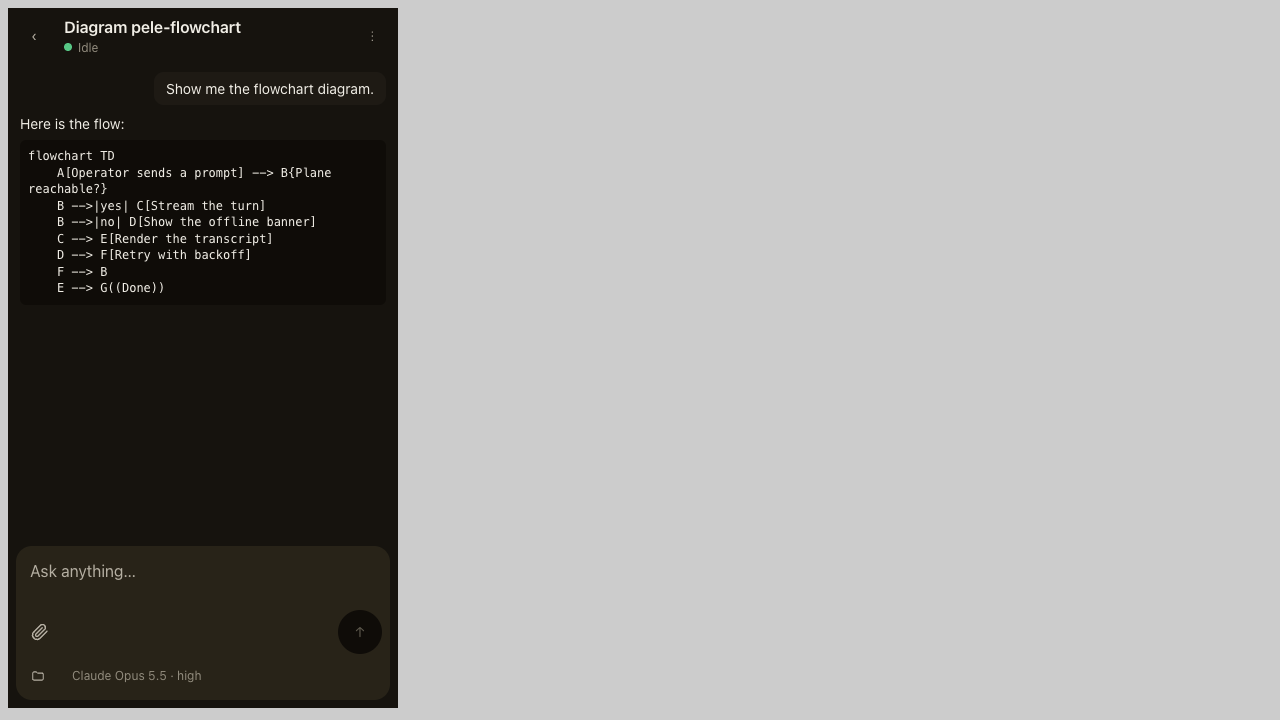 Diagram pele-flowchart
Idle
Show me the flowchart diagram.
Here is the flow:
flowchart TD
    A[Operator sends a prompt] --> B{Plane
reachable?}
    B -->|yes| C[Stream the turn]
    B -->|no| D[Show the offline banner]
    C --> E[Render the transcript]
    D --> F[Retry with backoff]
    F --> B
    E --> G((Done))
Ask anything...
Claude Opus 5.5 · high